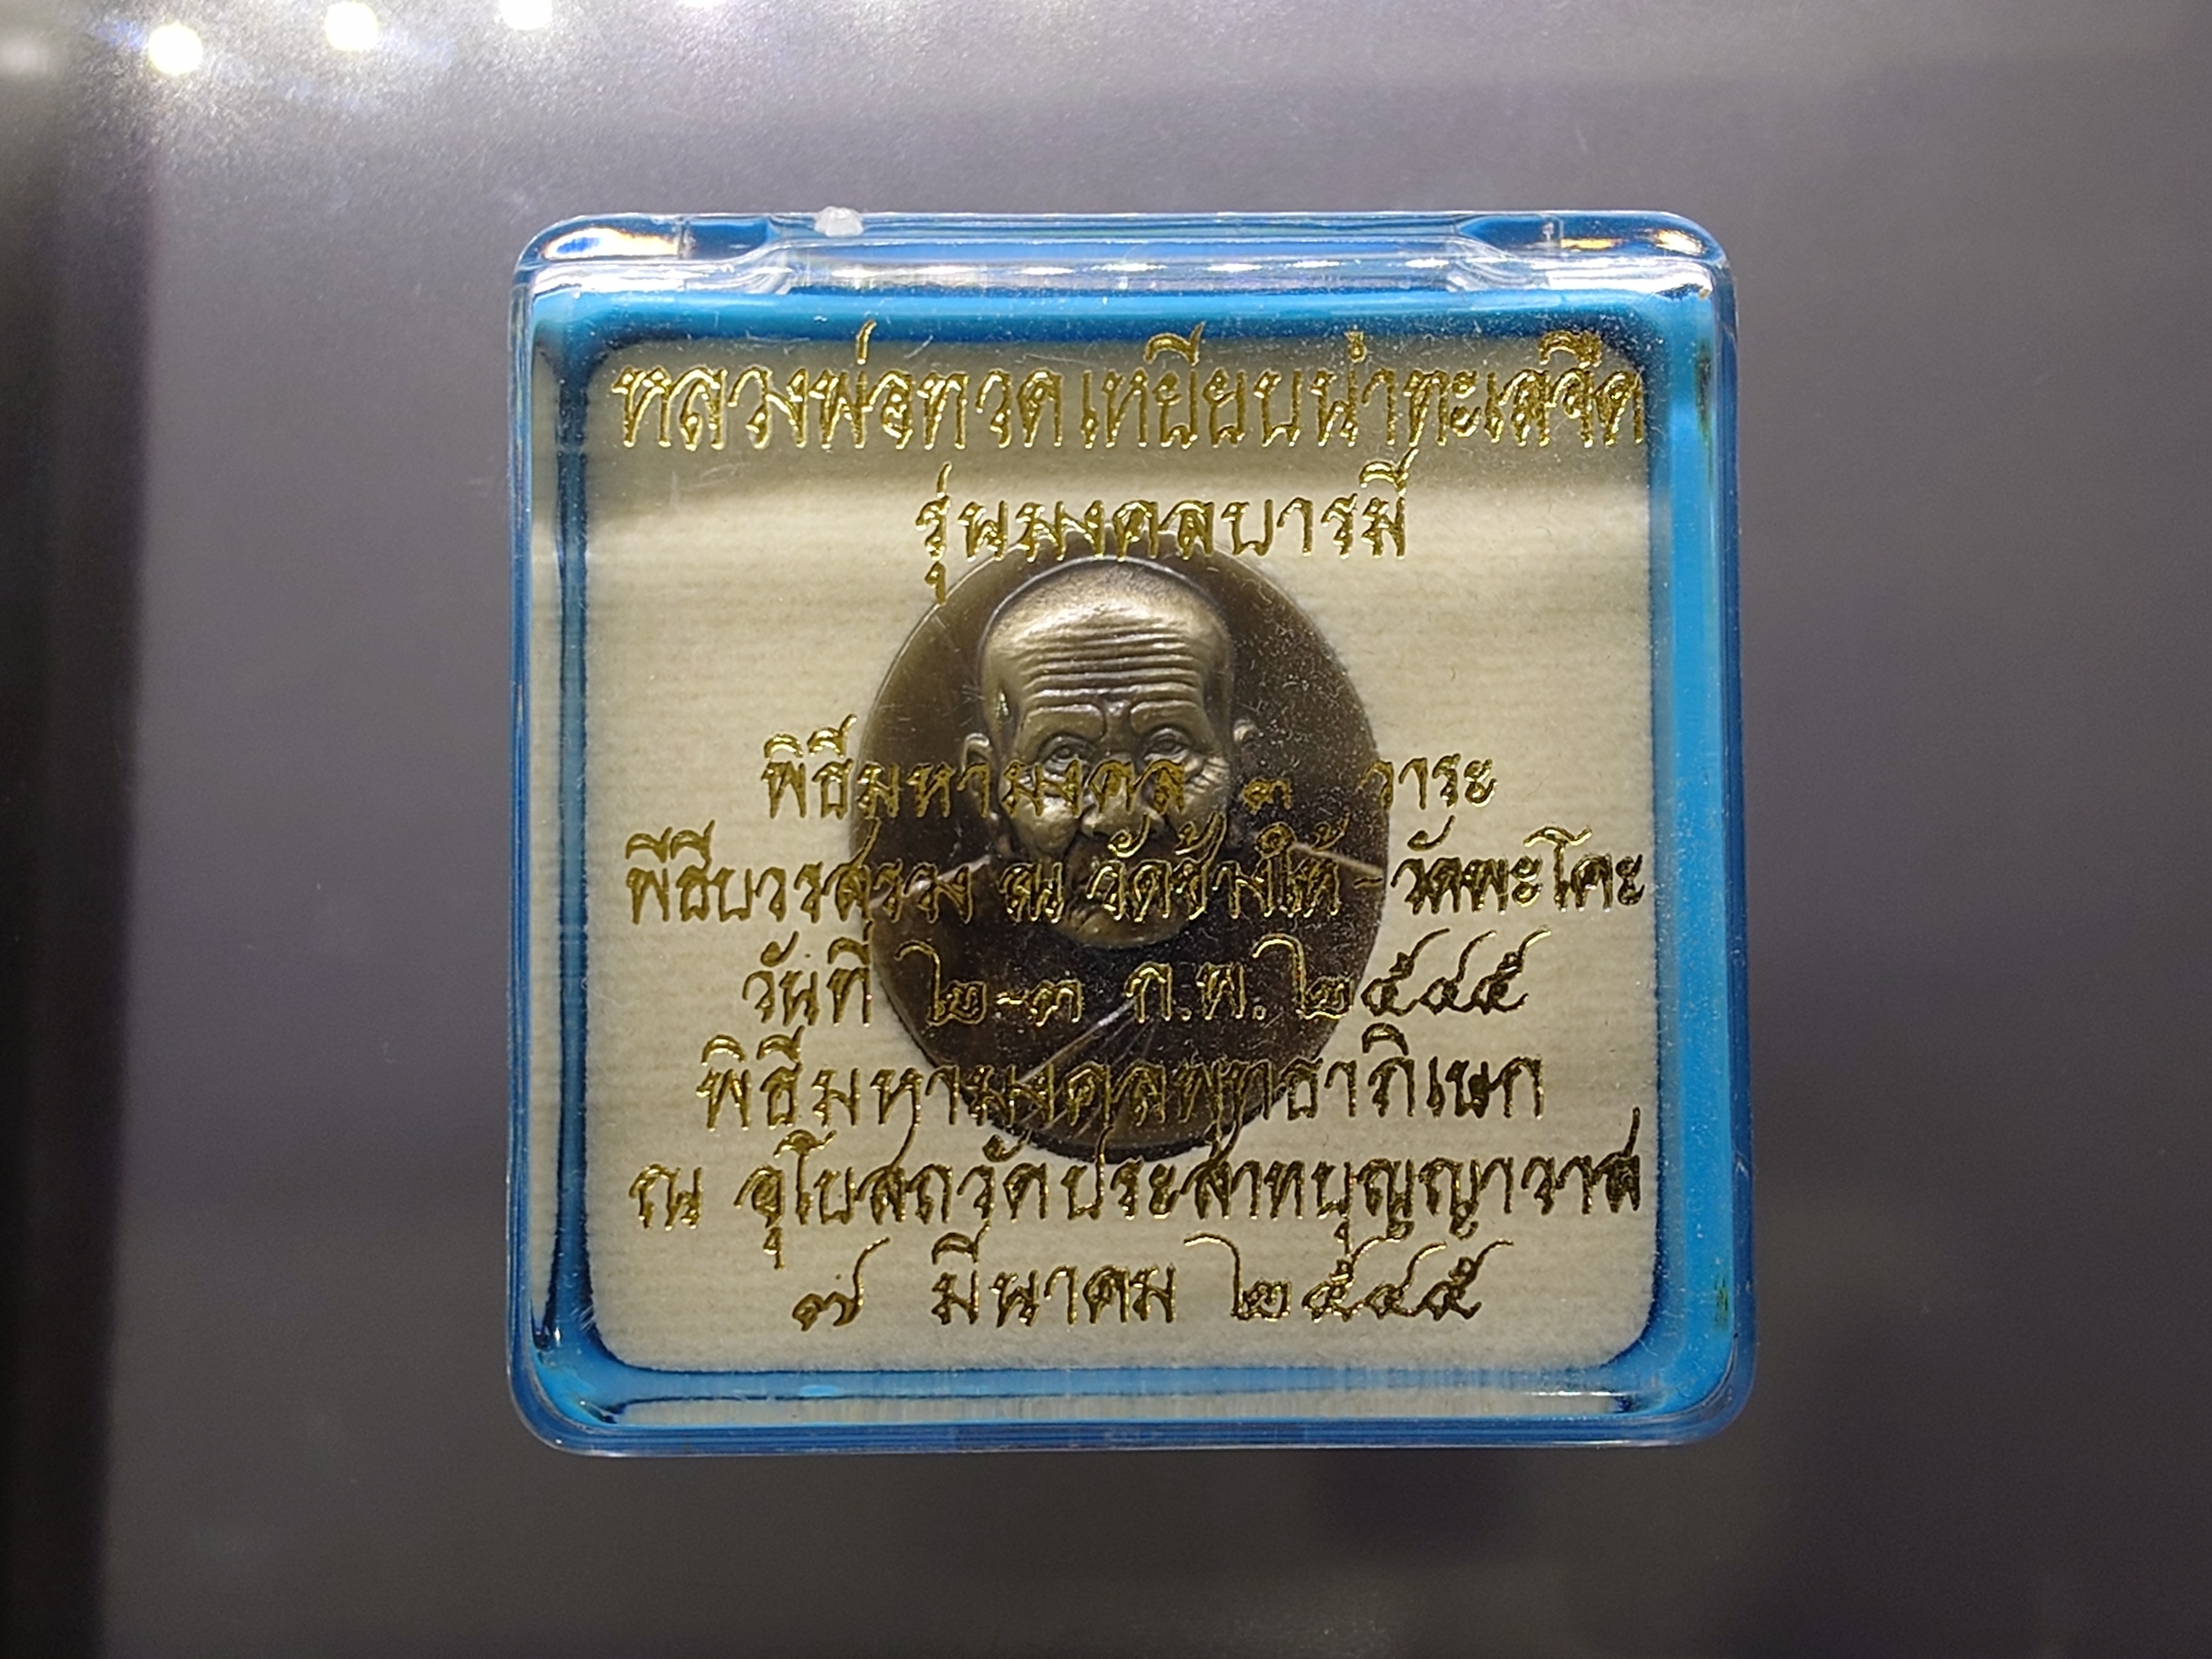 หลวงพ่อทวดเหยียบน่ำทะเลจืด
รุ่นมงคลบารมี
พิธีมหามงคล ๓ วาระ
พีธีบวรสรวง ณ วัดช้างให้-วัดพะโคะ
วันที่ ๒-๓ ก.พ. ๒๕๔๕
พิธีมหามงคลพุทธาภิเษก
ณ อุโบสถวัดประสาทบุญญาวาส
๗ มีนาคม ๒๕๔๕